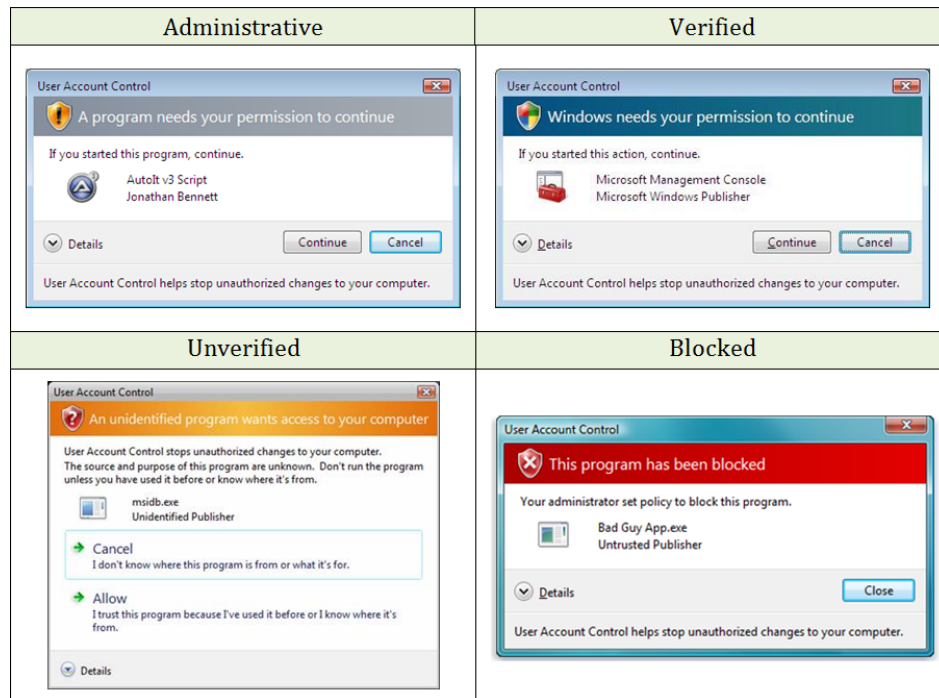 Administrative
Verified
User Account Control
A program needs your permission to continue
If you started this program, continue.
AutoIt v3 Script
Jonathan Bennett
Details
Continue
Cancel
User Account Control helps stop unauthorized changes to your computer.
User Account Control
Windows needs your permission to continue
If you started this action, continue.
Microsoft Management Console
Microsoft Windows Publisher
Details
Continue
Cancel
User Account Control helps stop unauthorized changes to your computer.
Unverified
Blocked
User Account Control
An unidentified program wants access to your computer
User Account Control stops unauthorized changes to your computer.
The source and purpose of this program are unknown. Don't run the program
unless you have used it before or know where it's from.
msidb.exe
Unidentified Publisher
Cancel
I don't know where this program is from or what it's for.
Allow
I trust this program because I've used it before or I know where it's
from.
Details
User Account Control
This program has been blocked
Your administrator set policy to block this program.
Bad Guy App.exe
Untrusted Publisher
Details
Close
User Account Control helps stop unauthorized changes to your computer.